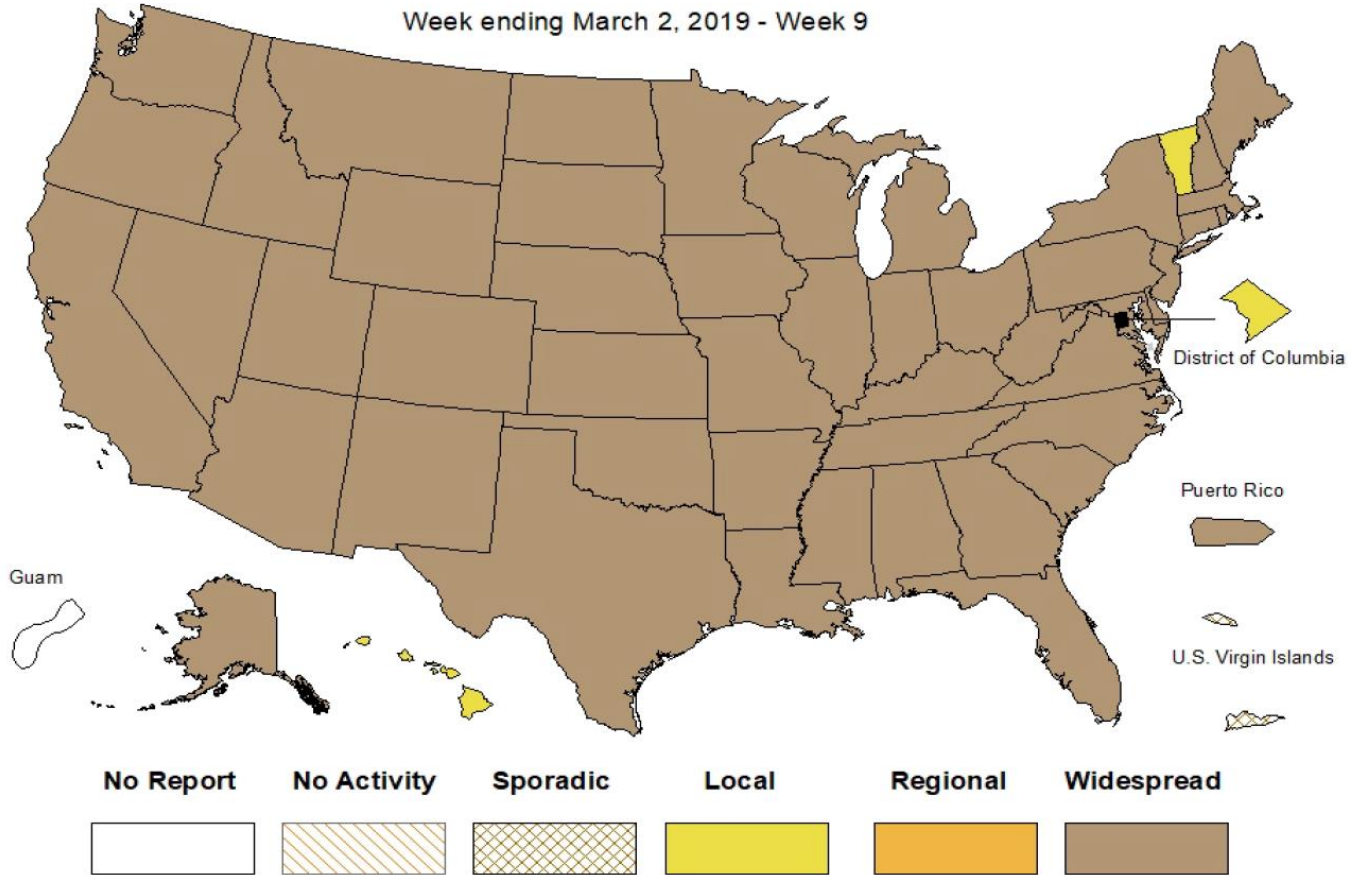 Week ending March 2, 2019 - Week 9
District of Columbia
Puerto Rico
Guam
U.S. Virgin Islands
No Report No Activity Sporadic Local Regional Widespread